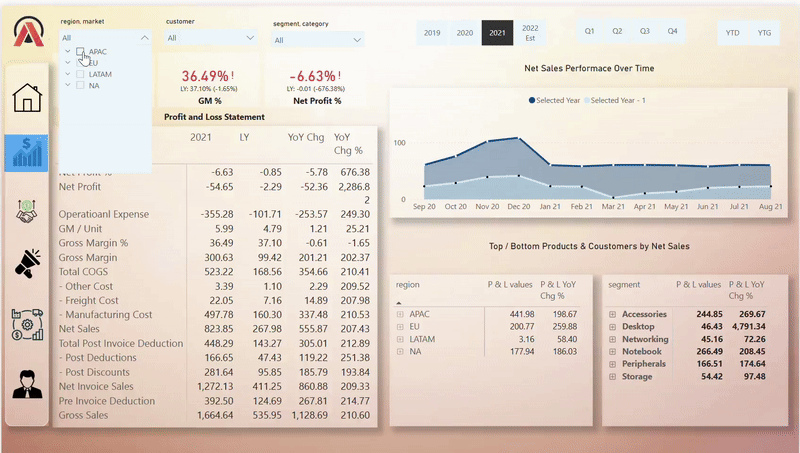 region, market
All
APAC
EU
LATAM
NA
customer
All
segment, category
All
2019
2020
2021
2022
Est
Q1
Q2
Q3
Q4
YTD
YTG
36.49% !
LY: 37.10% (-1.65%)
GM %
-6.63% !
LY: -0.01 (-676.38%)
Net Profit %
Profit and Loss Statement
2021 LY YoY Chg YoY
Chg %
Net Profit % -6.63 -0.85 -5.78 676.38
Net Profit -54.65 -2.29 -52.36 2,286.8
2
Operatioanl Expense -355.28 -101.71 -253.57 249.30
GM / Unit 5.99 4.79 1.21 25.21
Gross Margin % 36.49 37.10 -0.61 -1.65
Gross Margin 300.63 99.42 201.21 202.37
Total COGS 523.22 168.56 354.66 210.41
- Other Cost 3.39 1.10 2.29 209.52
- Freight Cost 22.05 7.16 14.89 207.98
- Manufacturing Cost 497.78 160.30 337.48 210.53
Net Sales 823.85 267.98 555.87 207.43
Total Post Invoice Deduction 448.29 143.27 305.01 212.89
- Post Deductions 166.65 47.43 119.22 251.38
- Post Discounts 281.64 95.85 185.79 193.84
Net Invoice Sales 1,272.13 411.25 860.88 209.33
Pre Invoice Deduction 392.50 124.69 267.81 214.77
Gross Sales 1,664.64 535.95 1,128.69 210.60
Net Sales Performace Over Time
Selected Year Selected Year - 1
100
0
Sep 20 Oct 20 Nov 20 Dec 20 Jan 21 Feb 21 Mar 21 Apr 21 May 21 Jun 21 Jul 21 Aug 21
Top / Bottom Products & Coustomers by Net Sales
region P & L values P & L YoY
Chg %
APAC 441.98 198.67
EU 200.77 259.88
LATAM 3.16 58.40
NA 177.94 186.03
segment P & L values P & L YoY
Chg %
Accessories 244.85 269.67
Desktop 46.43 4,791.34
Networking 45.16 72.26
Notebook 266.49 208.45
Peripherals 166.51 174.64
Storage 54.42 97.48